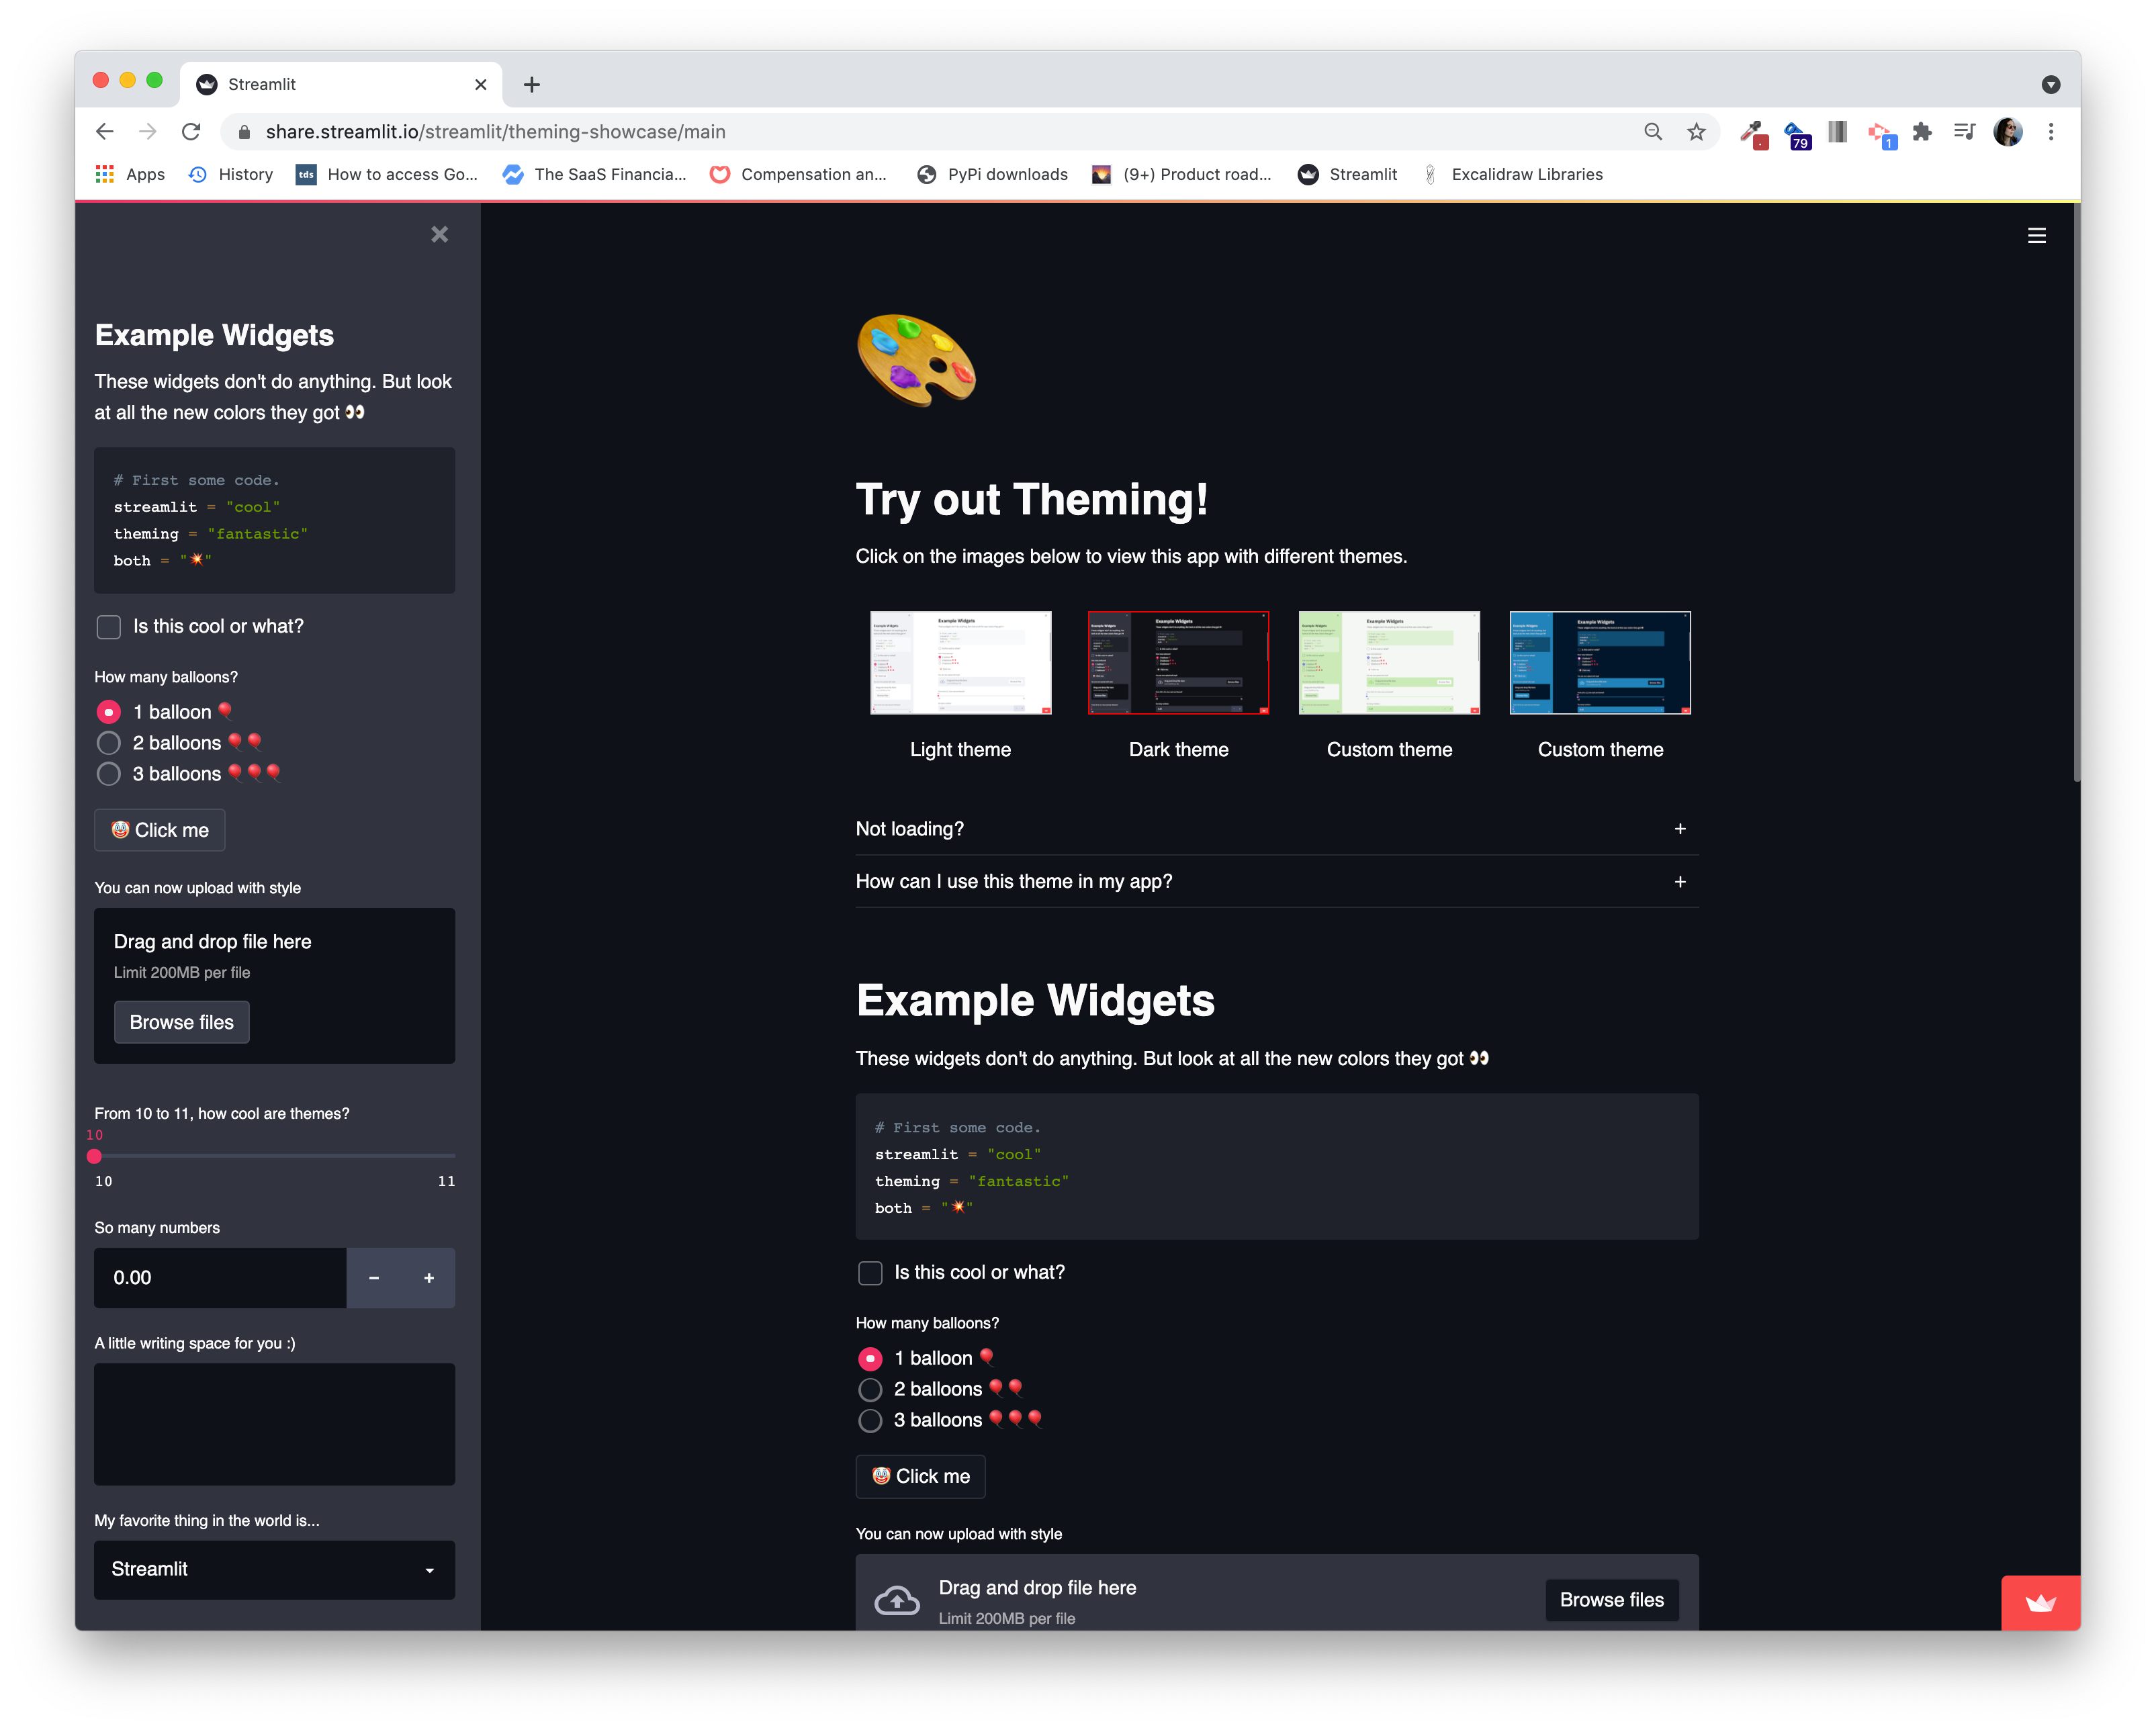 Streamlit
share.streamlit.io/streamlit/theming-showcase/main
79
1
Apps
History
tds
How to access Go...
The SaaS Financia...
Compensation an...
PyPi downloads
(9+) Product road...
Streamlit
Excalidraw Libraries
Example Widgets
These widgets don't do anything. But look
at all the new colors they got 👀
# First some code.
streamlit = "cool"
theming = "fantastic"
both = "💥"
Is this cool or what?
How many balloons?
1 balloon 🎈
2 balloons 🎈🎈
3 balloons 🎈🎈🎈
🤡 Click me
You can now upload with style
Drag and drop file here
Limit 200MB per file
Browse files
From 10 to 11, how cool are themes?
10
10
11
So many numbers
0.00
A little writing space for you :)
My favorite thing in the world is...
Streamlit
Try out Theming!
Click on the images below to view this app with different themes.
Example Widgets
Example Widgets
Example Widgets
Example Widgets
Light theme
Dark theme
Custom theme
Custom theme
Not loading?
How can I use this theme in my app?
Example Widgets
These widgets don't do anything. But look at all the new colors they got 👀
# First some code.
streamlit = "cool"
theming = "fantastic"
both = "💥"
Is this cool or what?
How many balloons?
1 balloon 🎈
2 balloons 🎈🎈
3 balloons 🎈🎈🎈
🤡 Click me
You can now upload with style
Drag and drop file here
Limit 200MB per file
Browse files